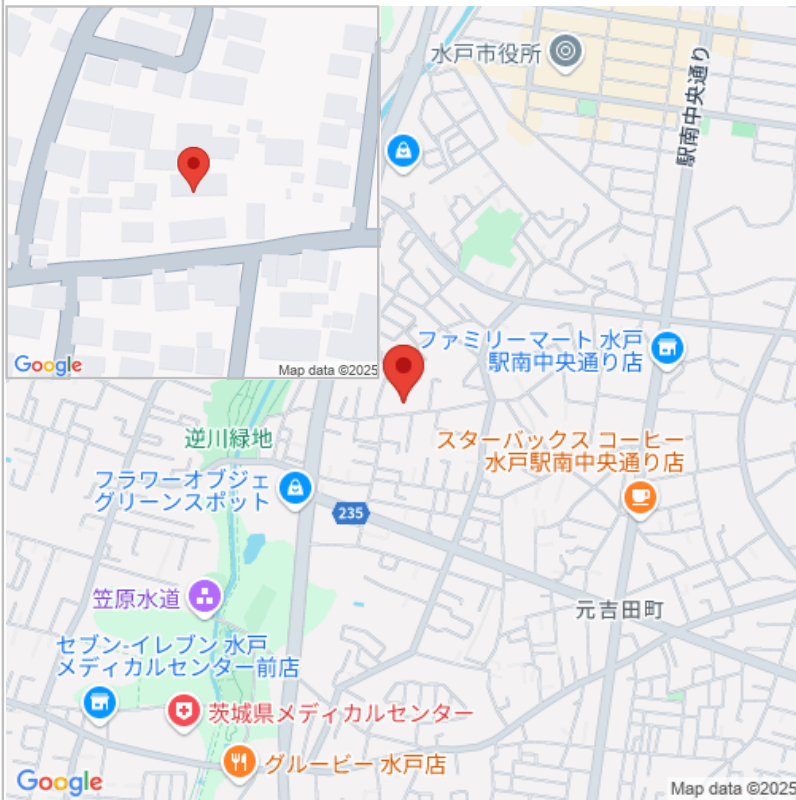 水戸市役所
駅南中央通り
Google
Map data ©2025
ファミリーマート 水戸
駅南中央通り店
逆川緑地
スターバックス コーヒー
水戸駅南中央通り店
フラワーオブジェ
グリーンスポット
235
笠原水道
元吉田町
セブン-イレブン 水戸
メディカルセンター前店
茨城県メディカルセンター
グルービー 水戸店
Google
Map data ©2025